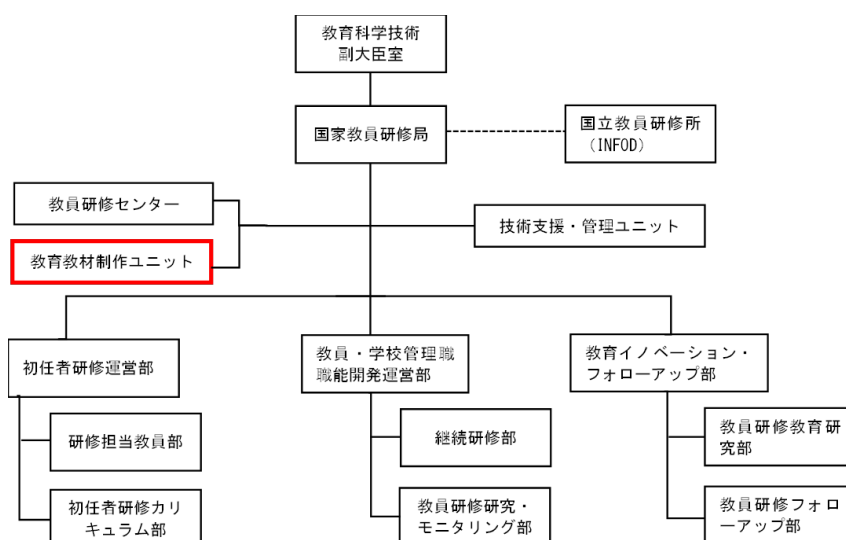 教育科学技術
副大臣室
国家教員研修局
国立教員研修所
(INFOD)
教員研修センター
技術支援・管理ユニット
教育教材制作ユニット
初任者研修運営部
教員・学校管理職
職能開発運営部
教育イノベーション・
フォローアップ部
研修担当教員部
継続研修部
教員研修教育研
究部
初任者研修カリ
キュラム部
教員研修研究・
モニタリング部
教員研修フォロ
ーアップ部